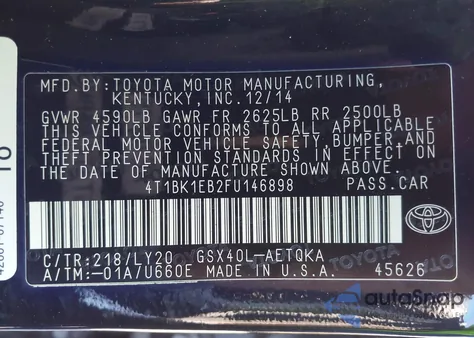 MFD. BY: TOYOTA MOTOR MANUFACTURING,
KENTUCKY, INC. 12/14
GVWR 4590LB GAWR FR 2625LB RR 2500LB
THIS VEHICLE CONFORMS TO ALL APPLICABLE
FEDERAL MOTOR VEHICLE SAFETY, BUMPER, AND
THEFT PREVENTION STANDARDS IN EFFECT ON
THE DATE OF MANUFACTURE SHOWN ABOVE.
4T1BK1EB2FU146898 PASS.CAR
C/TR:218/LY20 GSX40L-AETQKA
A/TM:-01A/U660E MADE IN U.S.A. 45626
TOYOTA
autoSnap